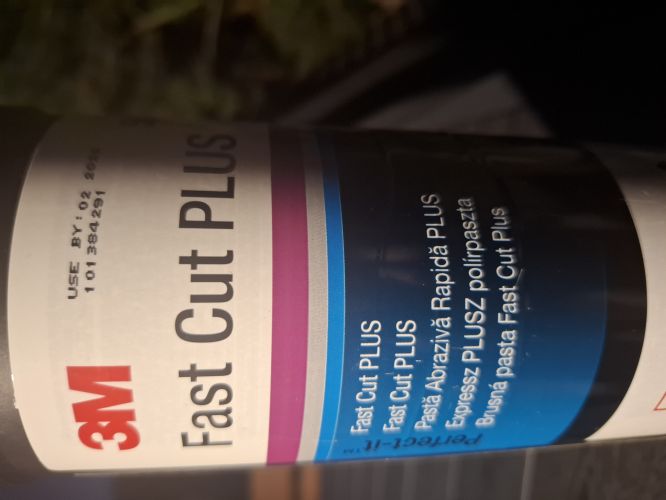 USE BY: 02
101384291
3M
Fast Cut PLUS
Perfect-it™
Fast Cut PLUS
Fast Cut PLUS
Pastă Abrazivă Rapidă PLUS
Expressz PLUSZ polírpaszta
Brusná pasta Fast Cut Plus